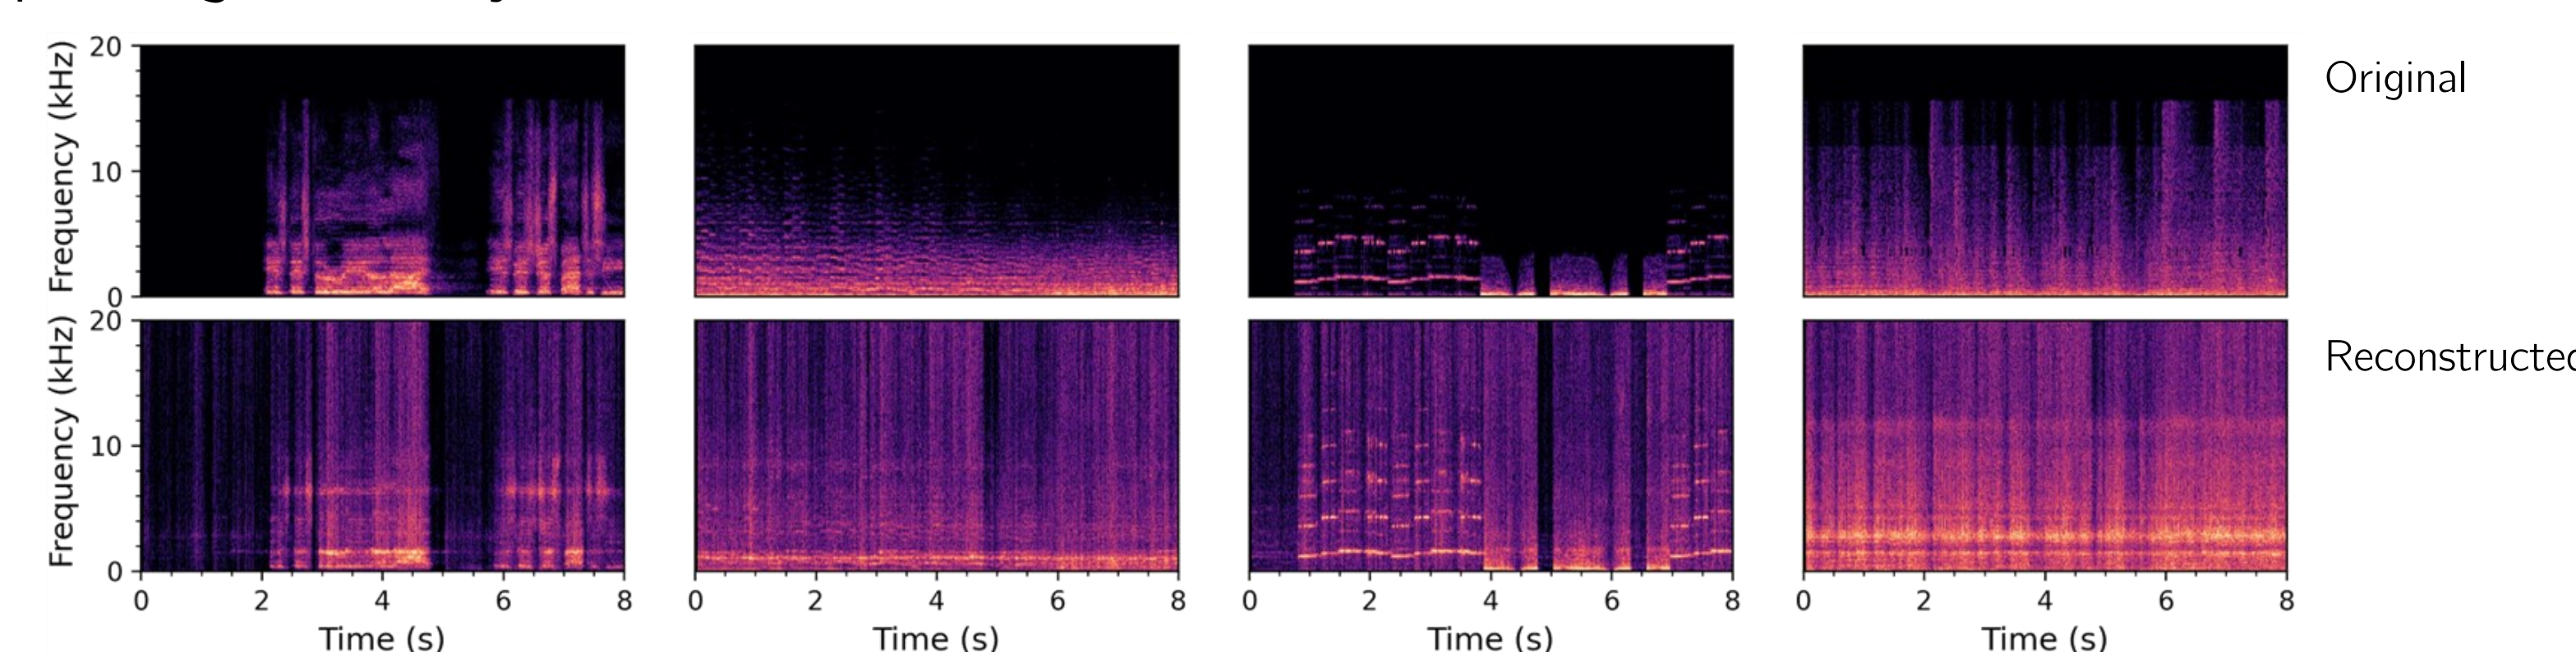 20
10
0
Frequency (kHz)
Original
20
10
0
Frequency (kHz)
Reconstructed
0 2 4 6 8
0 2 4 6 8
0 2 4 6 8
0 2 4 6 8
Time (s)
Time (s)
Time (s)
Time (s)